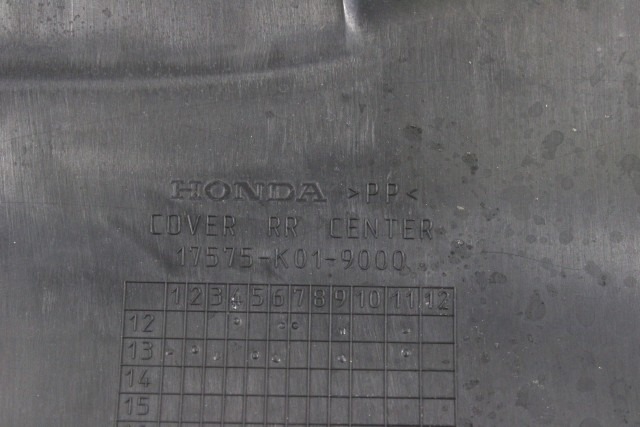 HONDA >PP<
COVER RR CENTER
17575-K01-9000
1 2 3 4 5 6 7 8 9 10 11 12
12
13
14
15